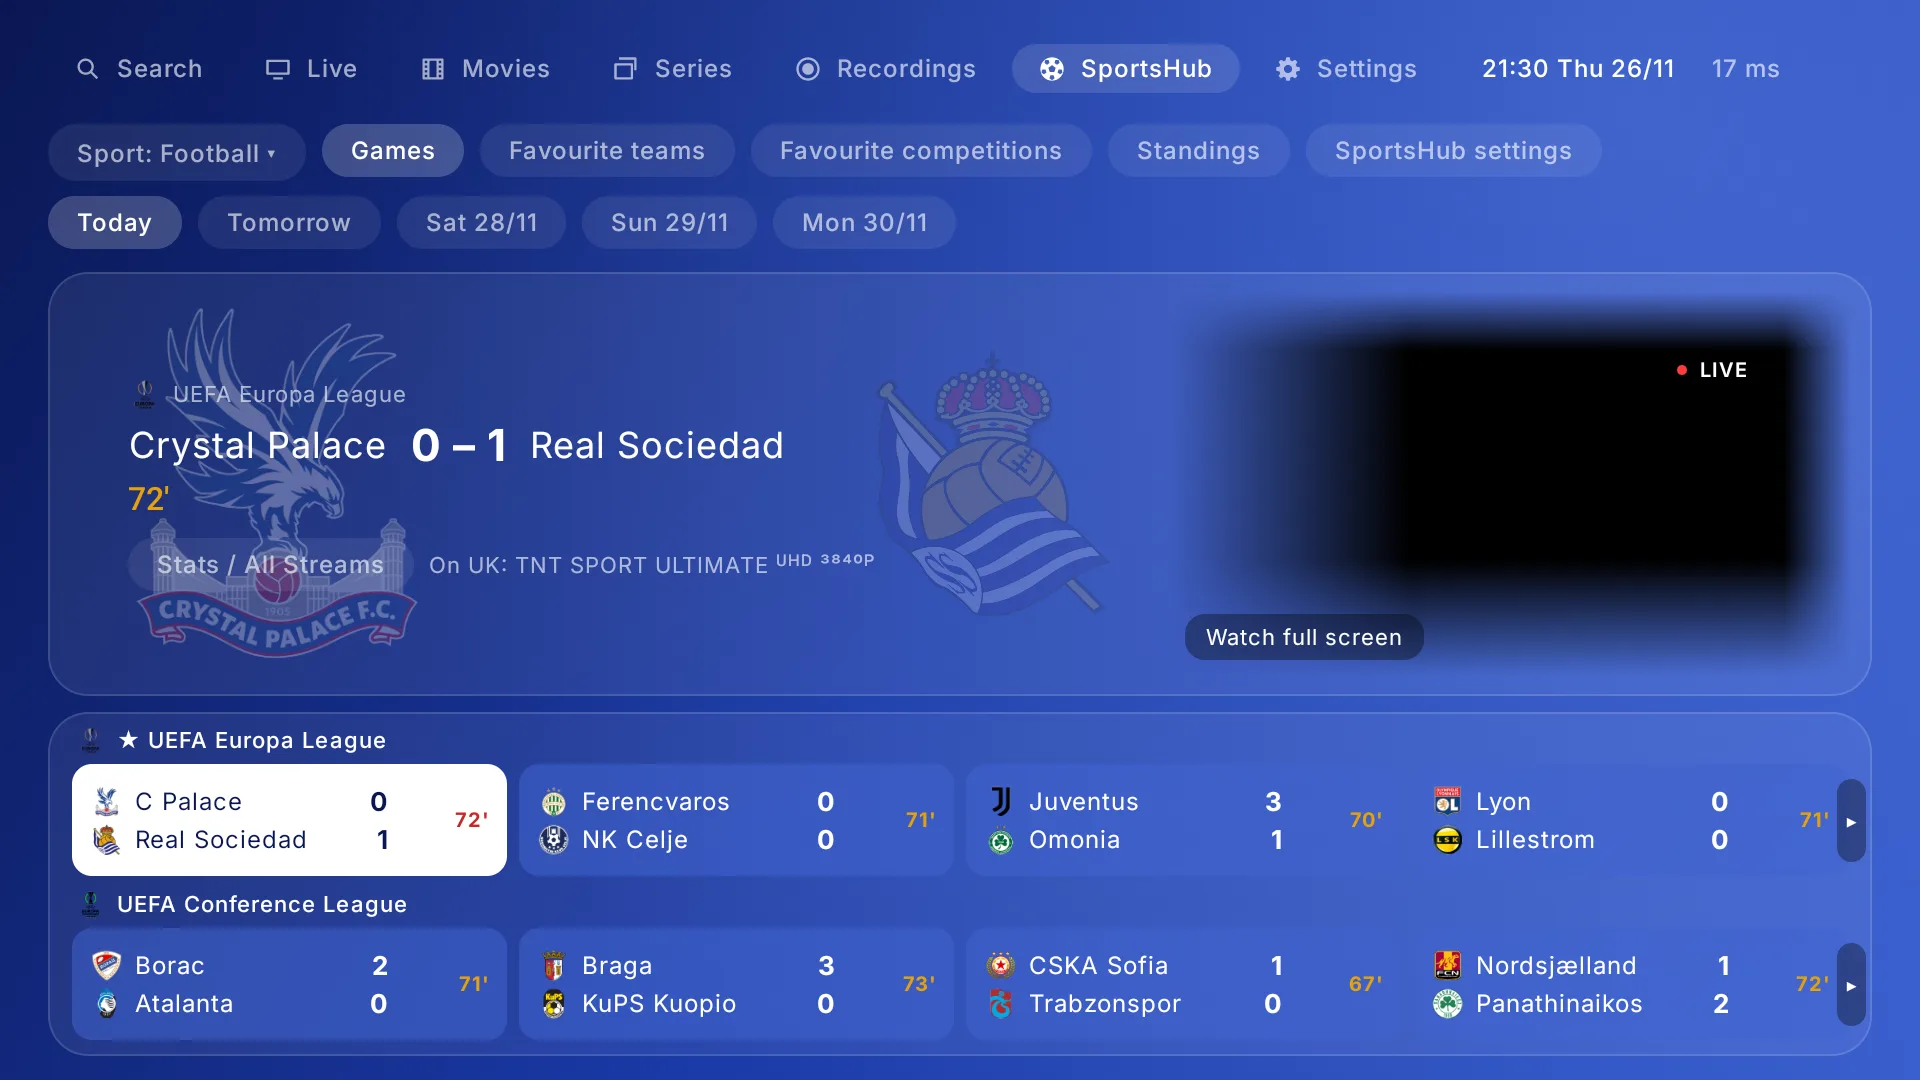 Search Live Movies Series Recordings SportsHub Settings 21:30 Thu 26/11 17 ms
Sport: Football ▾ Games Favourite teams Favourite competitions Standings SportsHub settings
Today Tomorrow Sat 28/11 Sun 29/11 Mon 30/11
UEFA Europa League
Crystal Palace 0 – 1 Real Sociedad
72'
Stats / All Streams On UK: TNT SPORT ULTIMATE UHD 3840P
1905
CRYSTAL PALACE F.C.
LIVE
Watch full screen
★ UEFA Europa League
C Palace 0
Real Sociedad 1
72'
Ferencvaros 0
NK Celje 0
71'
Juventus 3
Omonia 1
70'
Lyon 0
Lillestrom 0
71'
UEFA Conference League
Borac 2
Atalanta 0
71'
Braga 3
KuPS Kuopio 0
73'
CSKA Sofia 1
Trabzonspor 0
67'
Nordsjælland 1
Panathinaikos 2
72'